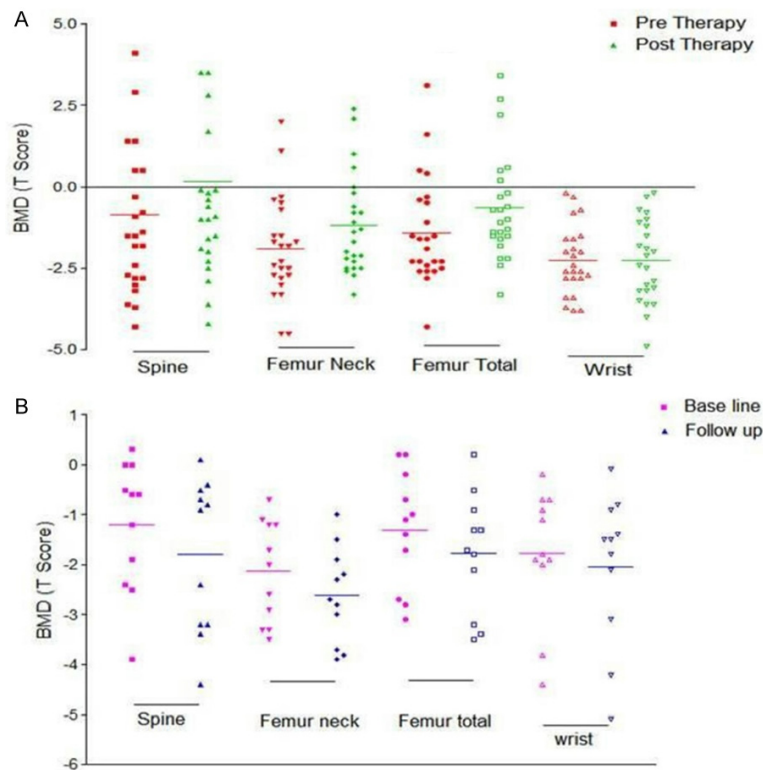 A
5.0
2.5
0.0
-2.5
-5.0
BMD (T Score)
Pre Therapy
Post Therapy
Spine
Femur Neck
Femur Total
Wrist
B
1
0
-1
-2
-3
-4
-5
-6
BMD (T Score)
Base line
Follow up
Spine
Femur neck
Femur total
wrist